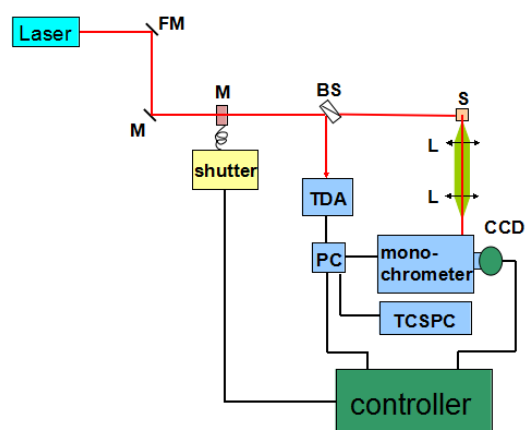 Laser
FM
M
M
BS
S
L
L
shutter
TDA
CCD
PC
mono-
chrometer
TCSPC
controller